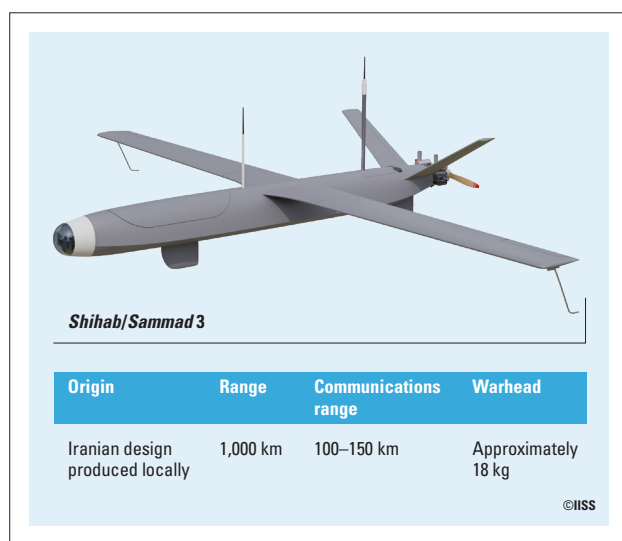 Shihab/Sammad 3
Origin Range Communications range Warhead
Iranian design produced locally 1,000 km 100–150 km Approximately 18 kg
©IISS